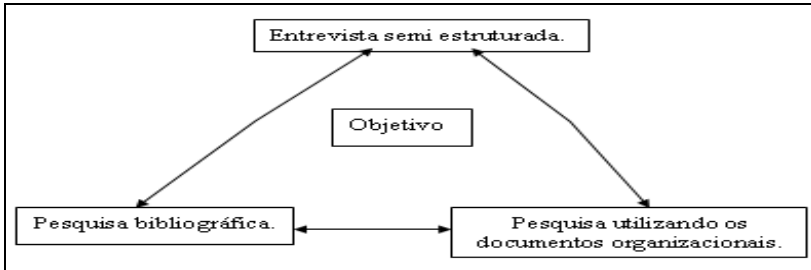 Entrevista semi estruturada.
Objetivo
Pesquisa bibliográfica.
Pesquisa utilizando os
documentos organizacionais.